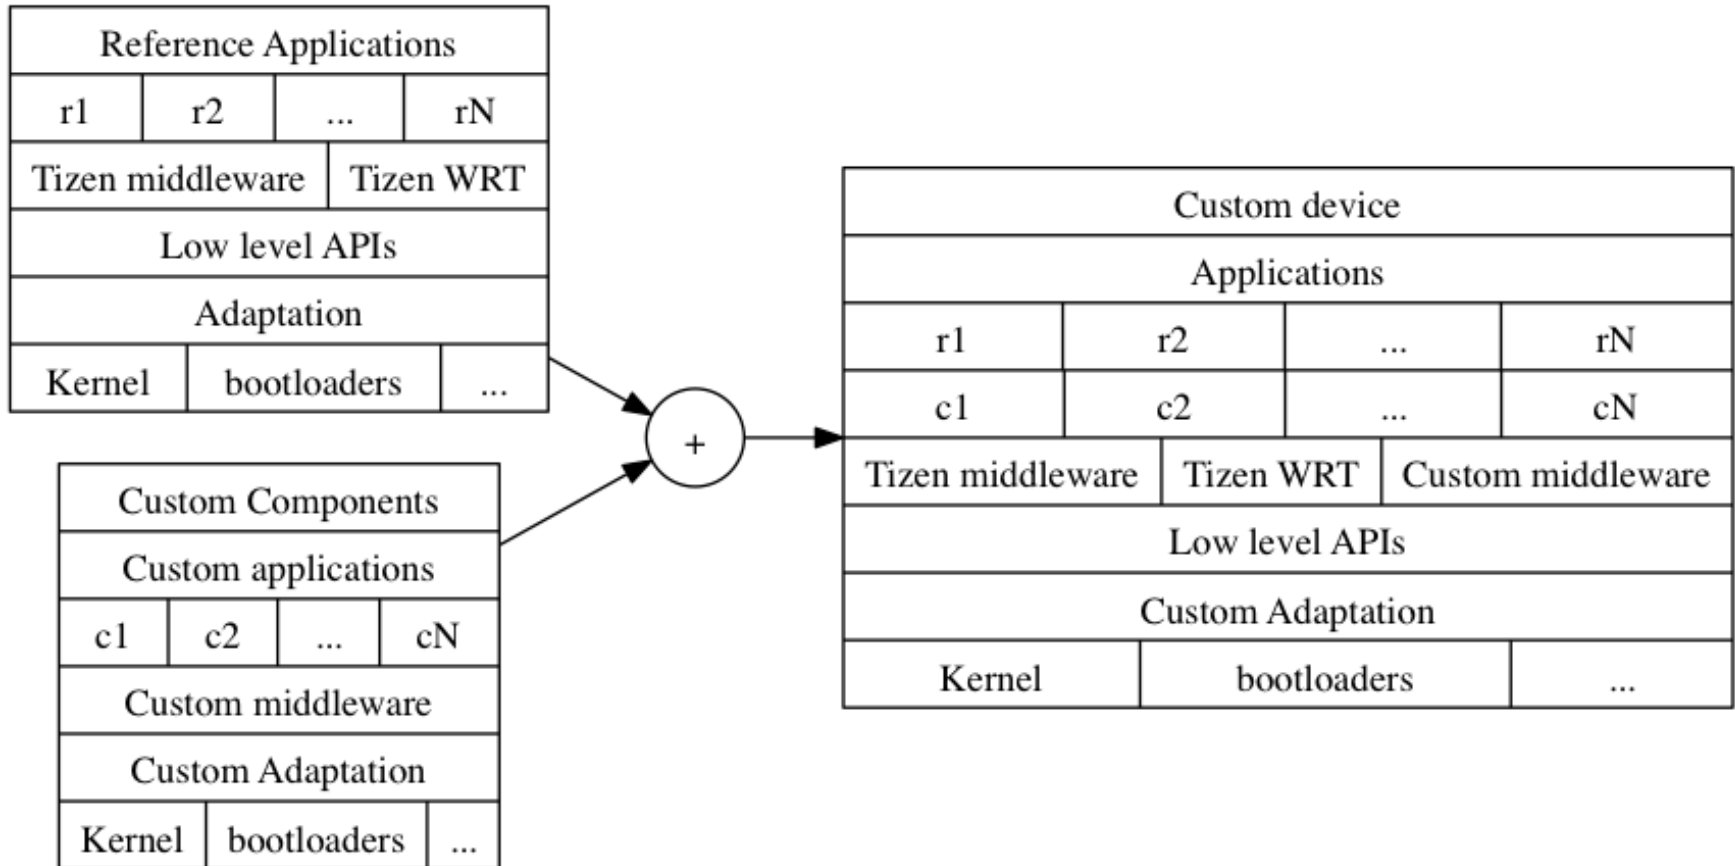 Reference Applications
r1 r2 ... rN
Tizen middleware Tizen WRT
Low level APIs
Adaptation
Kernel bootloaders ...
Custom Components
Custom applications
c1 c2 ... cN
Custom middleware
Custom Adaptation
Kernel bootloaders ...
+
Custom device
Applications
r1 r2 ... rN
c1 c2 ... cN
Tizen middleware Tizen WRT Custom middleware
Low level APIs
Custom Adaptation
Kernel bootloaders ...